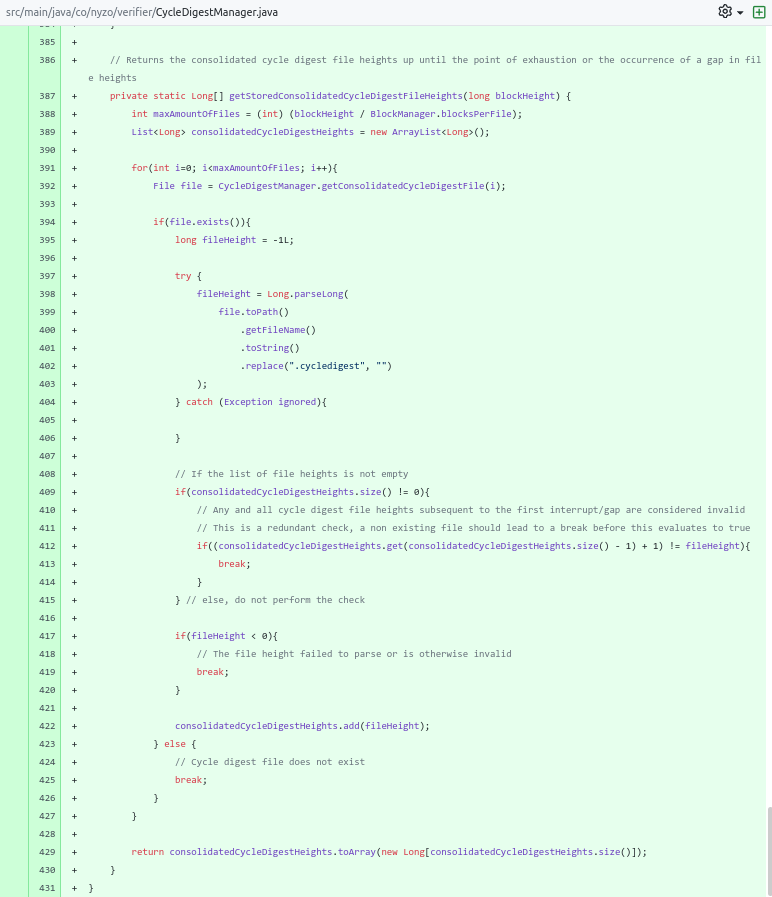 src/main/java/co/nyzo/verifier/CycleDigestManager.java
385 +
386 + // Returns the consolidated cycle digest file heights up until the point of exhaustion or the occurrence of a gap in fil
e heights
387 + private static Long[] getStoredConsolidatedCycleDigestFileHeights(long blockHeight) {
388 + int maxAmountOfFiles = (int) (blockHeight / BlockManager.blocksPerFile);
389 + List<Long> consolidatedCycleDigestHeights = new ArrayList<Long>();
390 +
391 + for(int i=0; i<maxAmountOfFiles; i++){
392 + File file = CycleDigestManager.getConsolidatedCycleDigestFile(i);
393 +
394 + if(file.exists()){
395 + long fileHeight = -1L;
396 +
397 + try {
398 + fileHeight = Long.parseLong(
399 + file.toPath()
400 + .getFileName()
401 + .toString()
402 + .replace(".cycledigest", "")
403 + );
404 + } catch (Exception ignored){
405 +
406 + }
407 +
408 + // If the list of file heights is not empty
409 + if(consolidatedCycleDigestHeights.size() != 0){
410 + // Any and all cycle digest file heights subsequent to the first interrupt/gap are considered invalid
411 + // This is a redundant check, a non existing file should lead to a break before this evaluates to true
412 + if((consolidatedCycleDigestHeights.get(consolidatedCycleDigestHeights.size() - 1) + 1) != fileHeight){
413 + break;
414 + }
415 + } // else, do not perform the check
416 +
417 + if(fileHeight < 0){
418 + // The file height failed to parse or is otherwise invalid
419 + break;
420 + }
421 +
422 + consolidatedCycleDigestHeights.add(fileHeight);
423 + } else {
424 + // Cycle digest file does not exist
425 + break;
426 + }
427 + }
428 +
429 + return consolidatedCycleDigestHeights.toArray(new Long[consolidatedCycleDigestHeights.size()]);
430 + }
431 + }